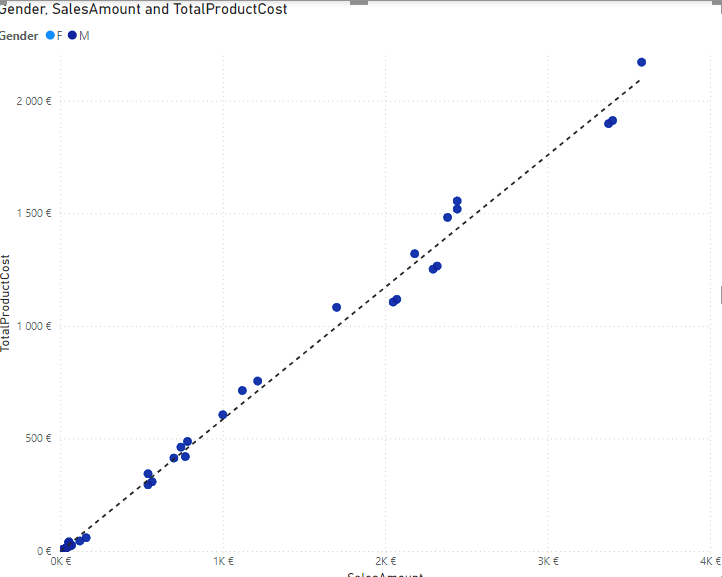 Gender, SalesAmount and TotalProductCost
Gender F M
2 000 €
1 500 €
1 000 €
500 €
0 €
TotalProductCost
0K € 1K € 2K € 3K € 4K €
SalesAmount